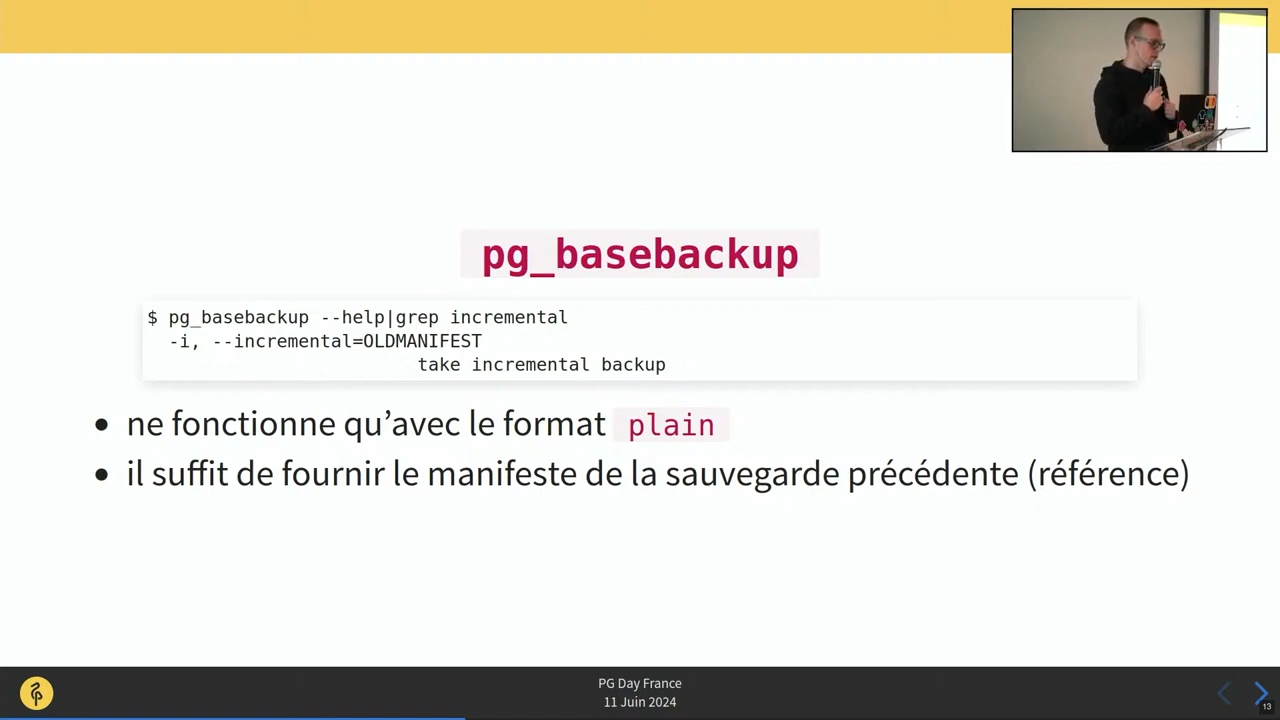 pg_basebackup
$ pg_basebackup --help|grep incremental
-i, --incremental=OLDMANIFEST
take incremental backup
ne fonctionne qu’avec le format plain
il suffit de fournir le manifeste de la sauvegarde précédente (référence)
PG Day France
11 Juin 2024
13